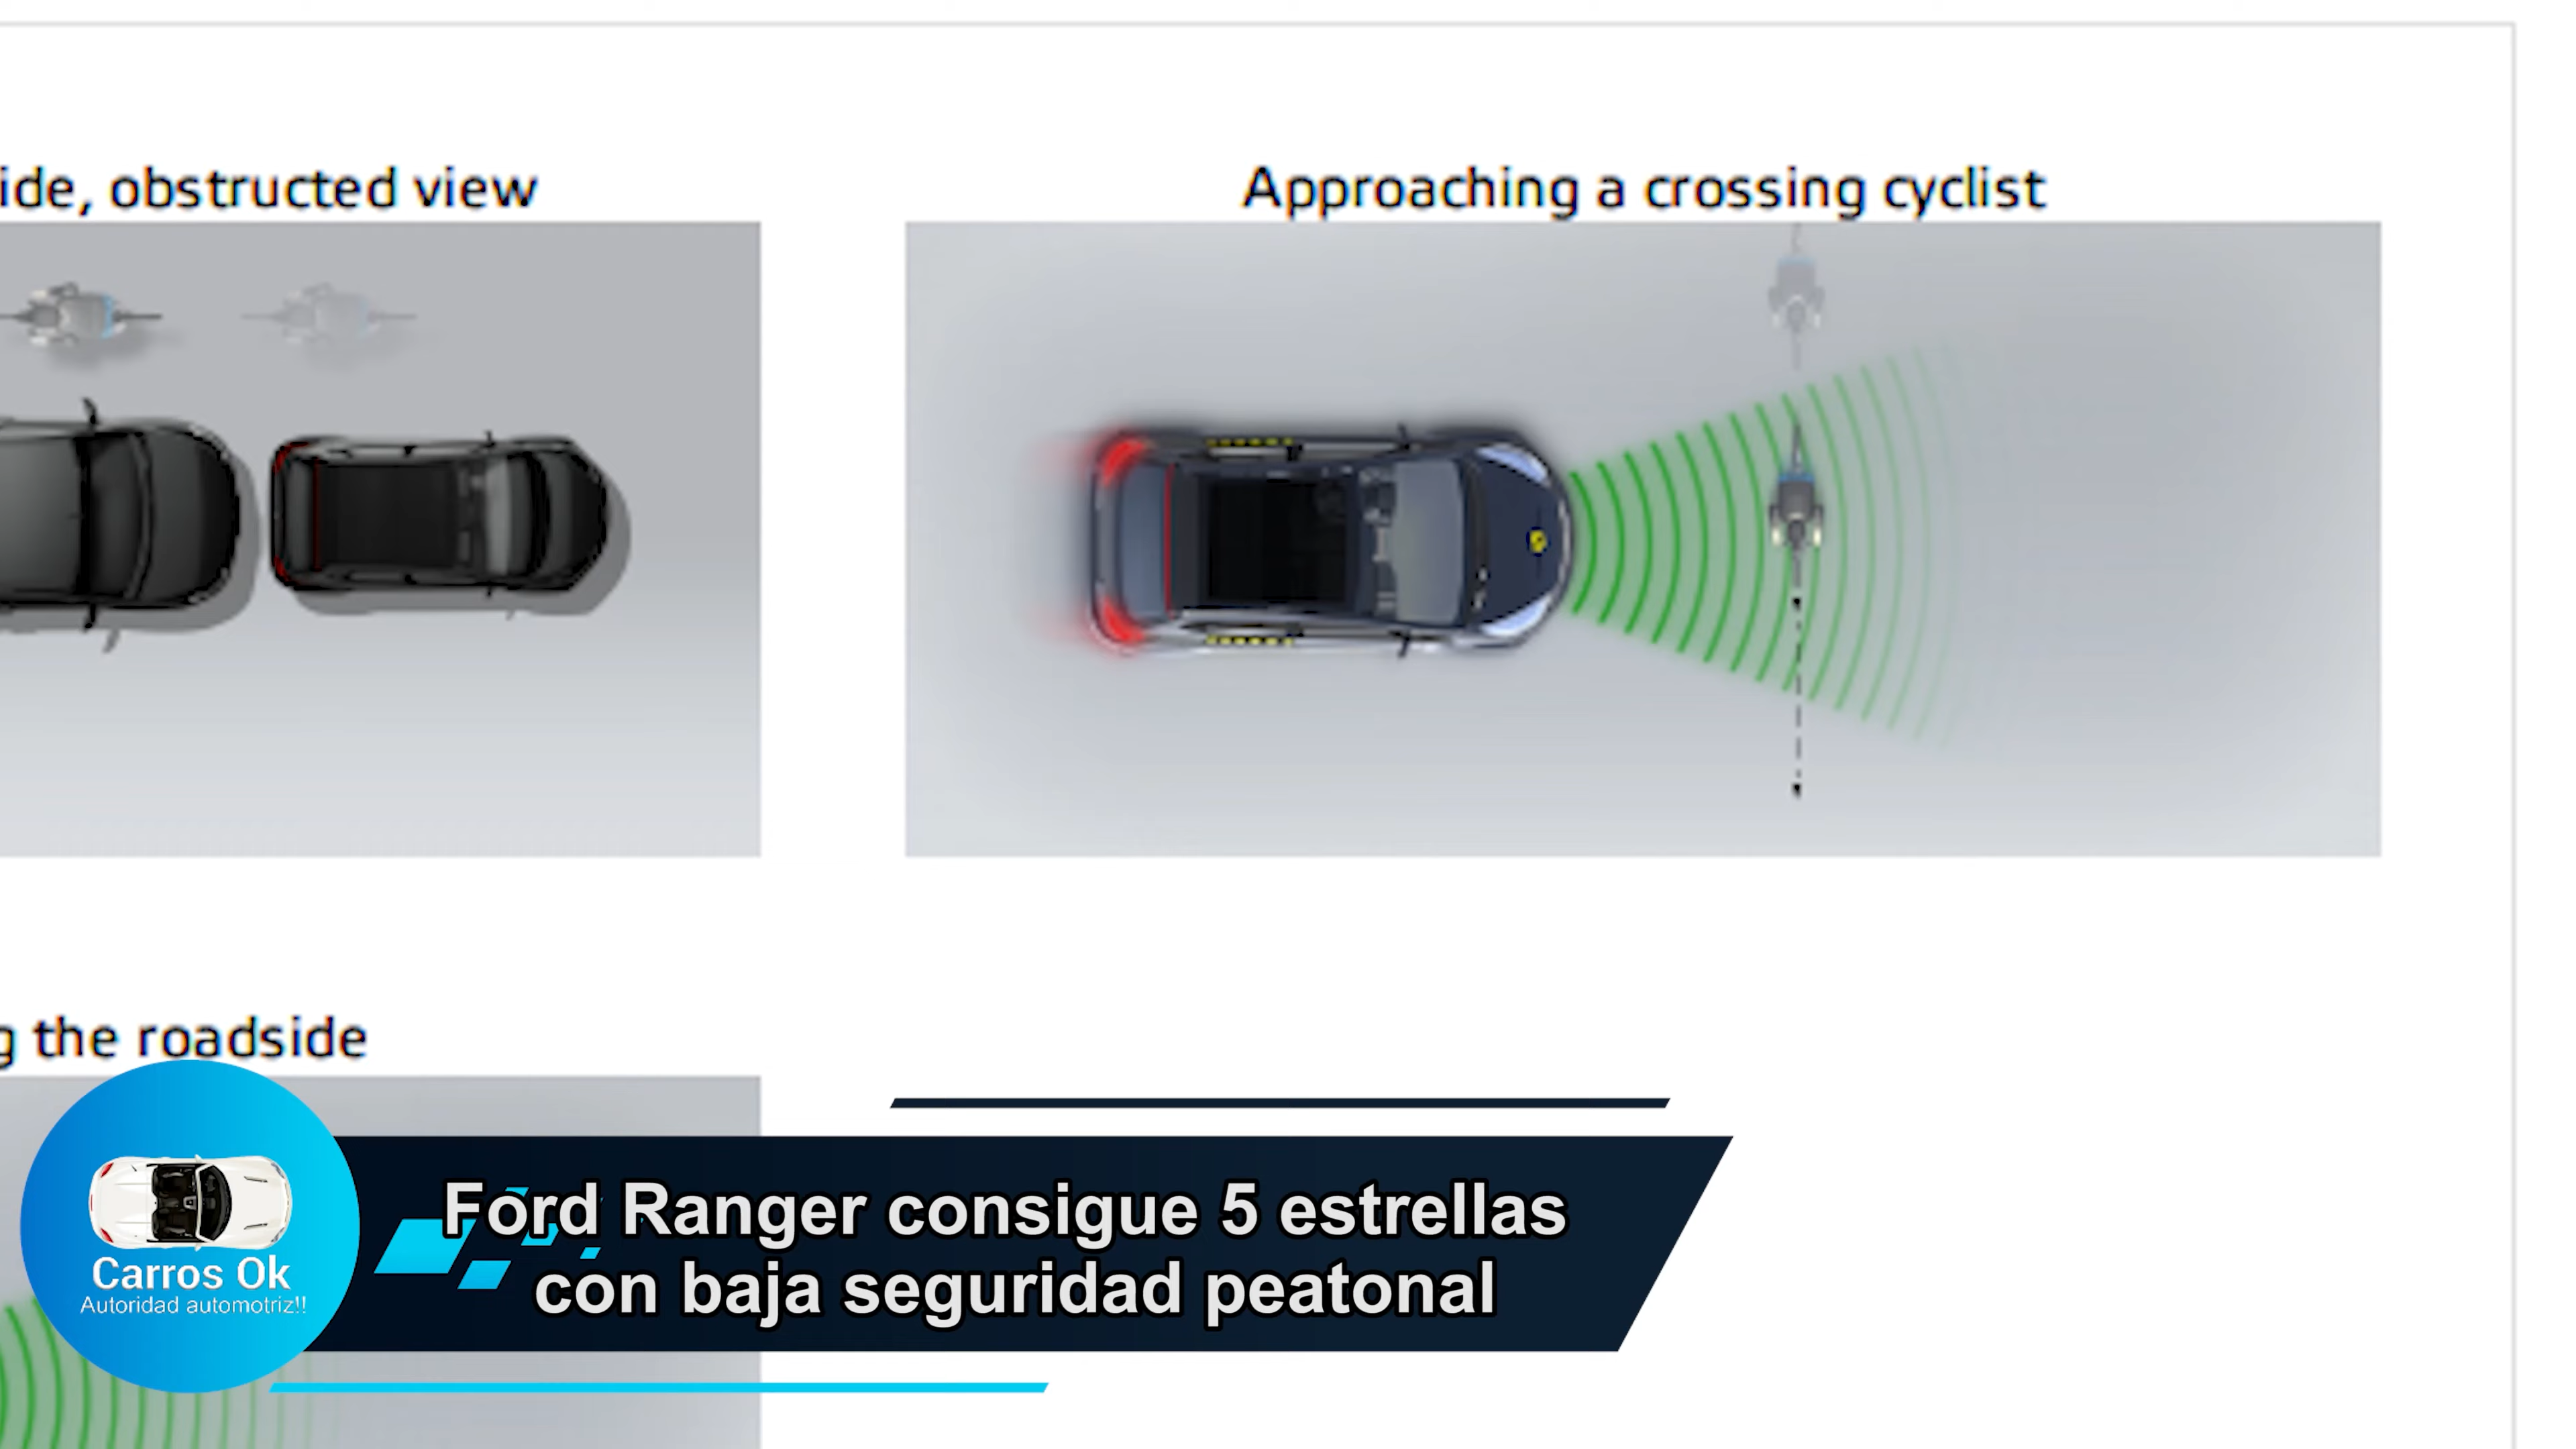 ide, obstructed view
Approaching a crossing cyclist
g the roadside
Carros Ok
Autoridad automotriz!!
Ford Ranger consigue 5 estrellas
con baja seguridad peatonal